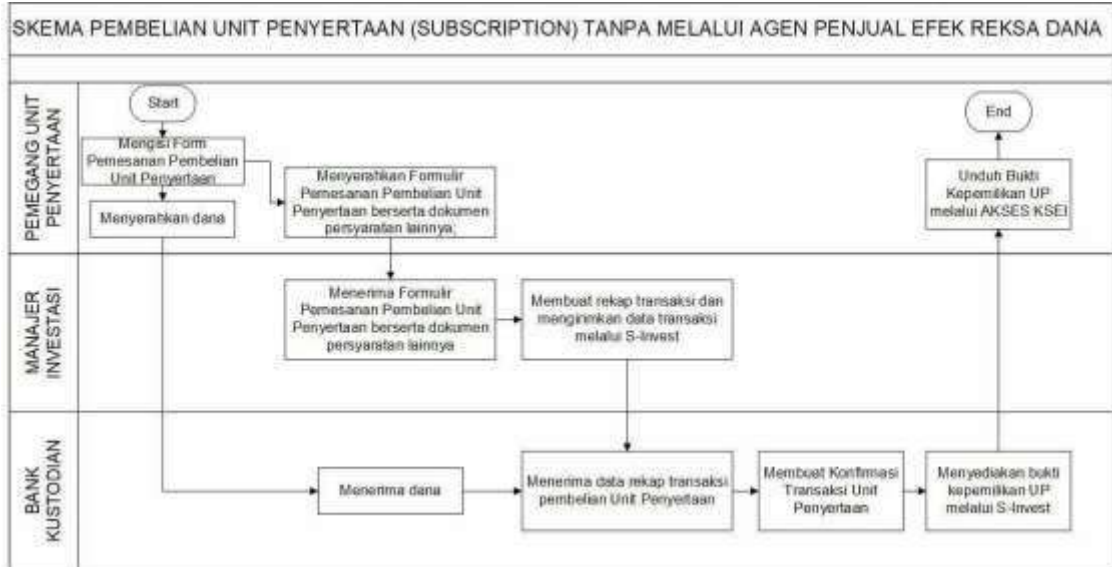 SKEMA PEMBELIAN UNIT PENYERTAAN (SUBSCRIPTION) TANPA MELALUI AGEN PENJUAL EFEK REKSA DANA
PEMEGANG UNIT
PENYERTAAN
Start
Mengisi Form
Pemesanan Pembelian
Unit Penyertaan
Menyerahkan dana
Menyerahkan Formulir
Pemesanan Pembelian Unit
Penyertaan berserta dokumen
persyaratan lainnya;
End
Unduh Bukti
Kepemilikan UP
melalui AKSES KSEI
MANAJER
INVESTASI
Menerima Formulir
Pemesanan Pembelian Unit
Penyertaan berserta dokumen
persyaratan lainnya
Membuat rekap transaksi dan
mengirimkan data transaksi
melalui S-Invest
BANK
KUSTODIAN
Menerima dana
Menerima data rekap transaksi
pembelian Unit Penyertaan
Membuat Konfirmasi
Transaksi Unit
Penyertaan
Menyediakan bukti
kepemilikan UP
melalui S-Invest